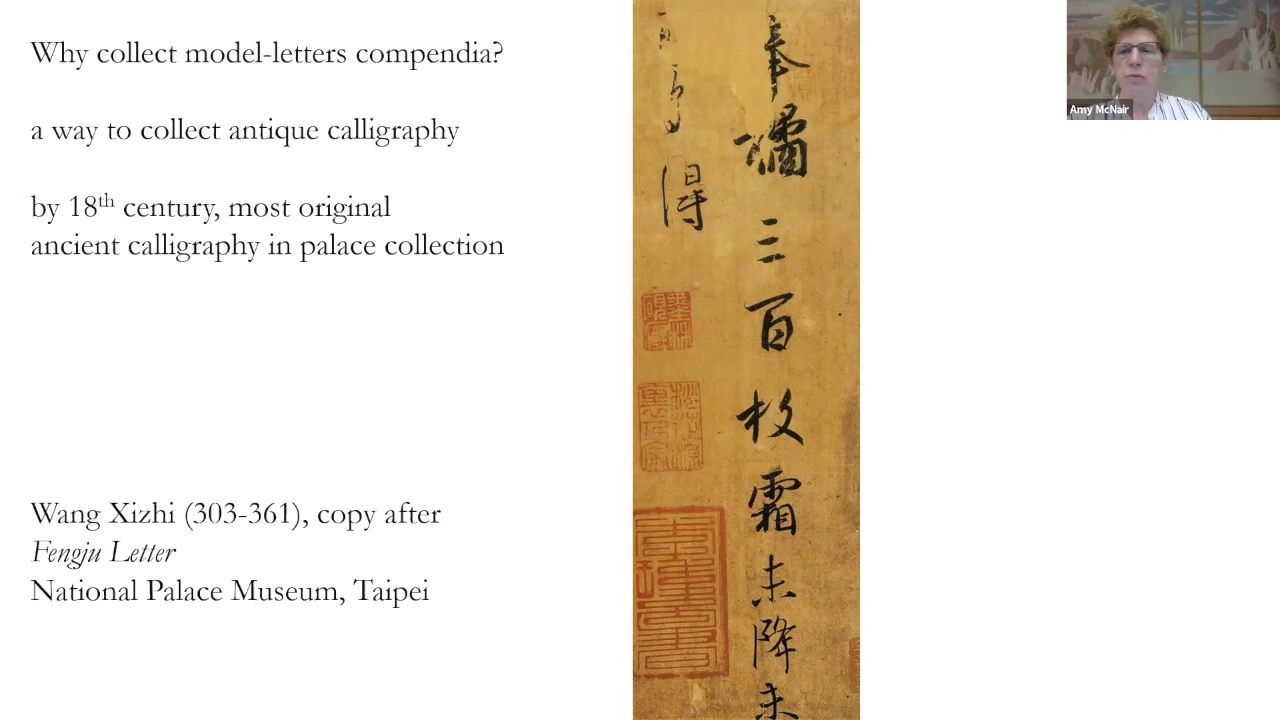 Why collect model-letters compendia?
a way to collect antique calligraphy
by 18th century, most original
ancient calligraphy in palace collection
Wang Xizhi (303-361), copy after
Fengju Letter
National Palace Museum, Taipei
奉橘三百枚霜未降未
得
Amy McNair